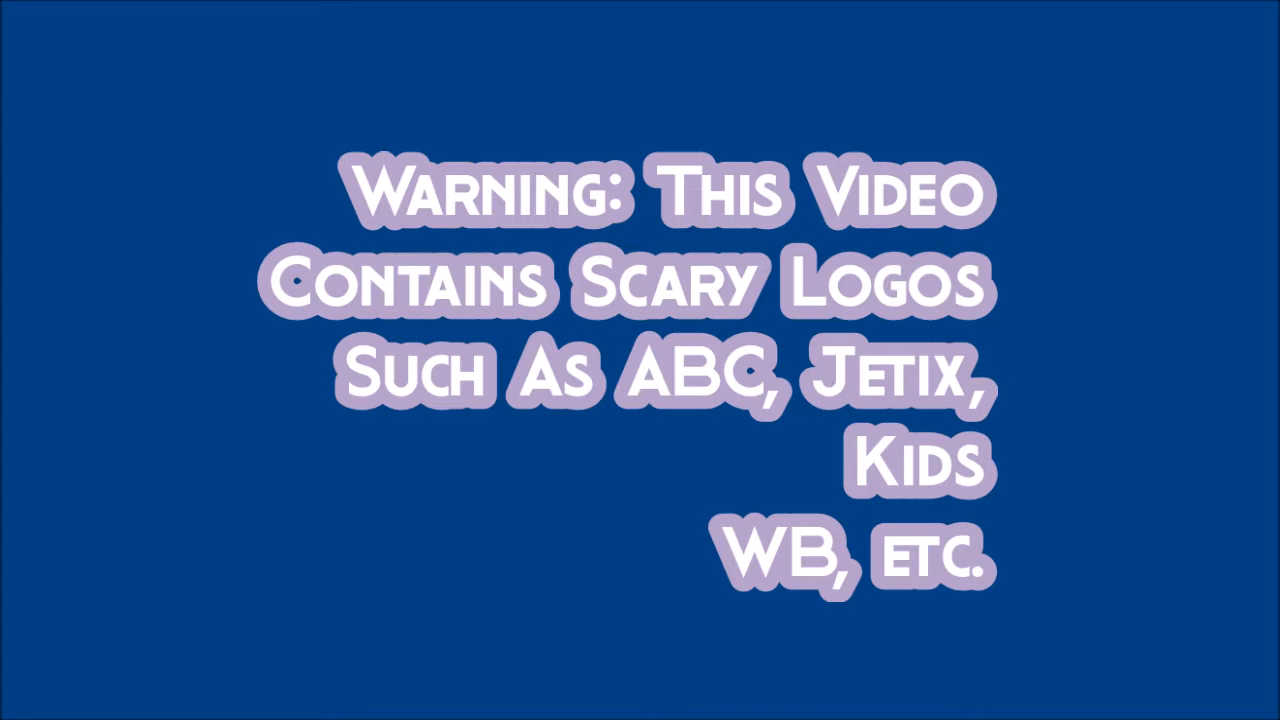 Warning: This Video
Contains Scary Logos
Such As ABC, Jetix,
Kids
WB, etc.